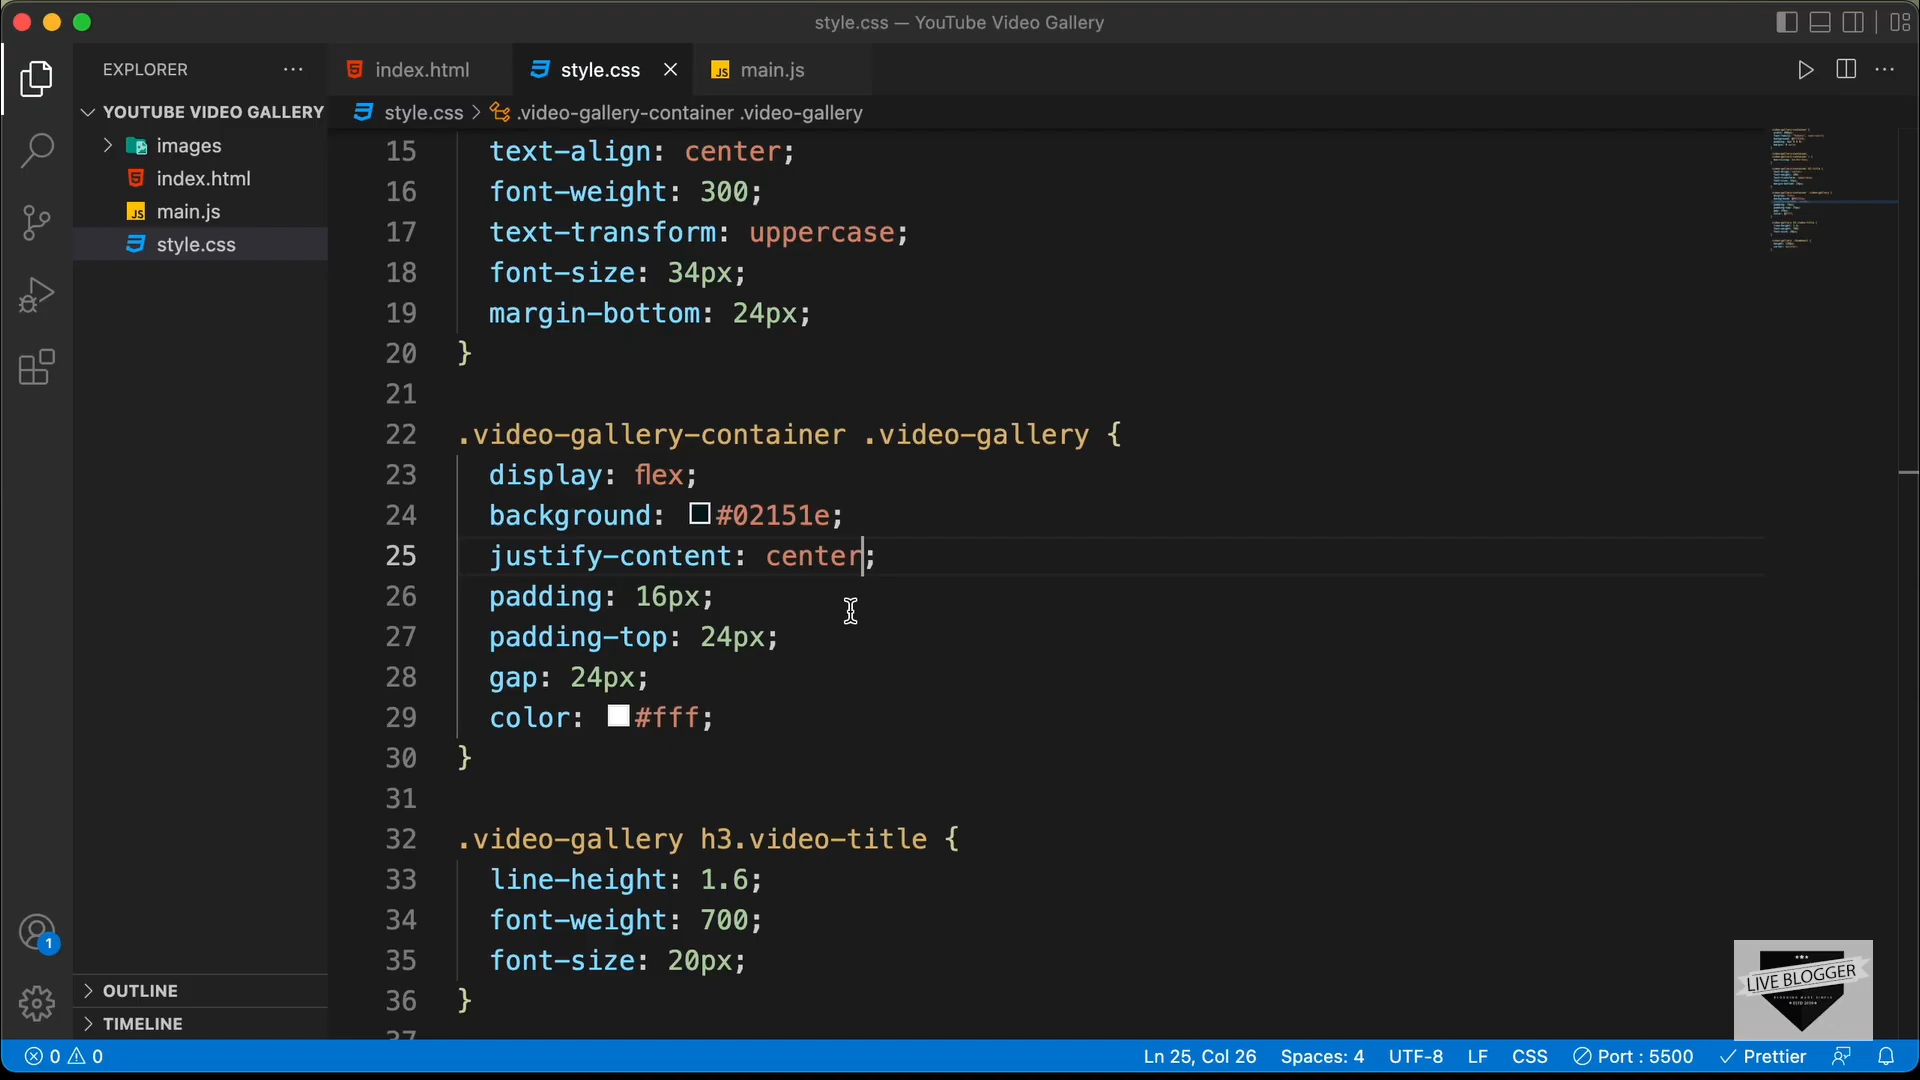 style.css — YouTube Video Gallery
EXPLORER
index.html
style.css
JS main.js
YOUTUBE VIDEO GALLERY
style.css > .video-gallery-container .video-gallery
images
index.html
JS main.js
style.css
15 text-align: center;
16 font-weight: 300;
17 text-transform: uppercase;
18 font-size: 34px;
19 margin-bottom: 24px;
20 }
21
22 .video-gallery-container .video-gallery {
23 display: flex;
24 background: #02151e;
25 justify-content: center;
26 padding: 16px;
27 padding-top: 24px;
28 gap: 24px;
29 color: #fff;
30 }
31
32 .video-gallery h3.video-title {
33 line-height: 1.6;
34 font-weight: 700;
35 font-size: 20px;
36 }
37
1
OUTLINE
TIMELINE
LIVE BLOGGER
0 0
Ln 25, Col 26 Spaces: 4 UTF-8 LF CSS Port : 5500 Prettier